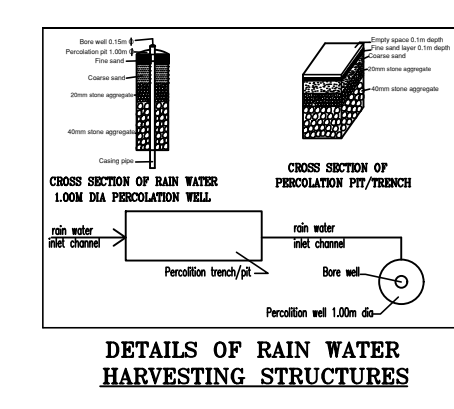 Bore well 0.15m ϕ
Percolation pit 1.00m ϕ
Fine sand
Coarse sand
20mm stone aggregate
40mm stone aggregate
Casing pipe
CROSS SECTION OF RAIN WATER
1.00M DIA PERCOLATION WELL
Empty space 0.1m depth
Fine sand layer 0.1m depth
Coarse sand
20mm stone aggregate
40mm stone aggregate
CROSS SECTION OF
PERCOLATION PIT/TRENCH
rain water
inlet channel
Percolition trench/pit
rain water
inlet channel
Bore well
Percolition well 1.00m dia
DETAILS OF RAIN WATER
HARVESTING STRUCTURES